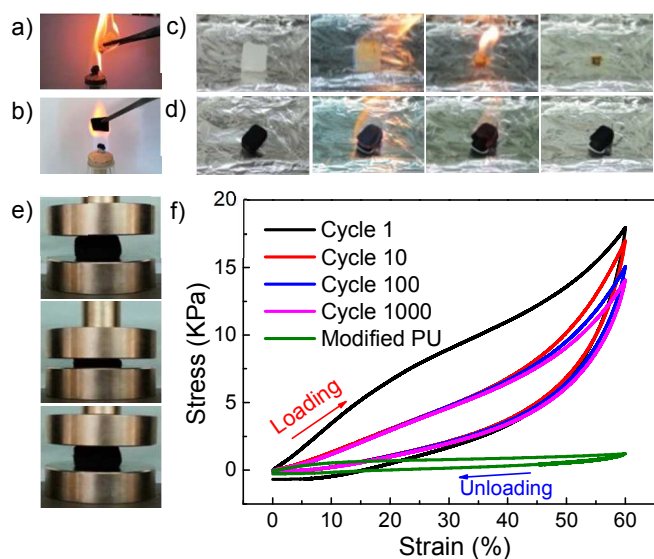 a)
b)
c)
d)
e)
f)
20
15
10
5
0
Stress (KPa)
Cycle 1
Cycle 10
Cycle 100
Cycle 1000
Modified PU
Loading
Unloading
0 10 20 30 40 50 60
Strain (%)